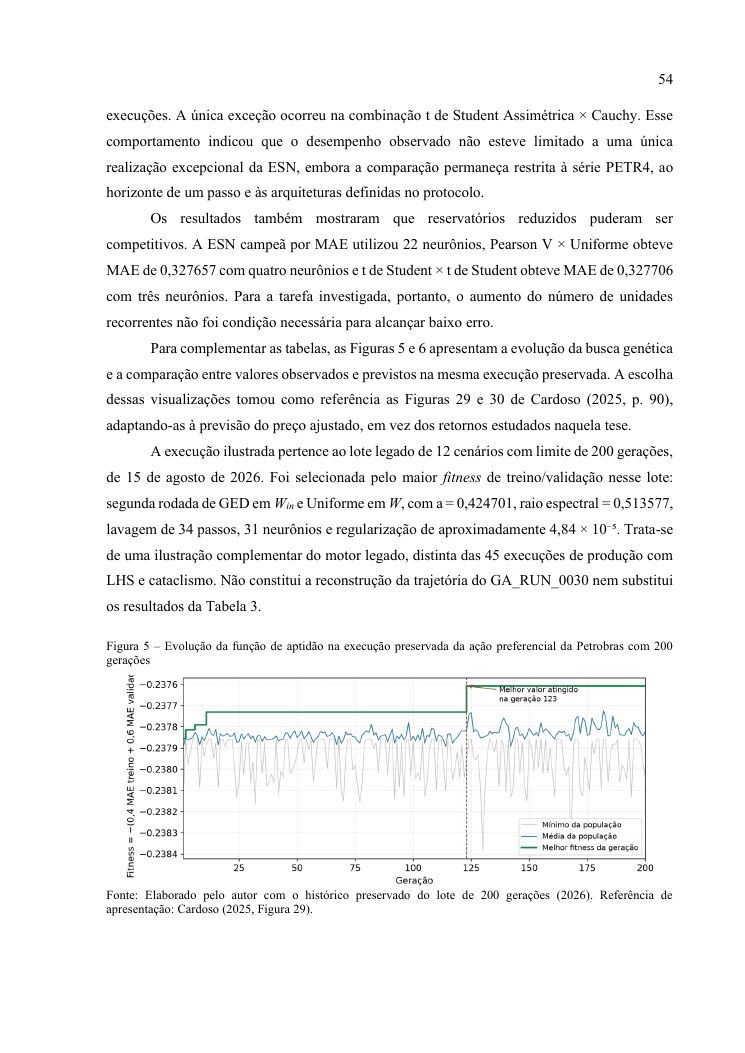 54
execuções. A única exceção ocorreu na combinação t de Student Assimétrica × Cauchy. Esse
comportamento indicou que o desempenho observado não esteve limitado a uma única
realização excepcional da ESN, embora a comparação permaneça restrita à série PETR4, ao
horizonte de um passo e às arquiteturas definidas no protocolo.
Os resultados também mostraram que reservatórios reduzidos puderam ser
competitivos. A ESN campeã por MAE utilizou 22 neurônios, Pearson V × Uniforme obteve
MAE de 0,327657 com quatro neurônios e t de Student × t de Student obteve MAE de 0,327706
com três neurônios. Para a tarefa investigada, portanto, o aumento do número de unidades
recorrentes não foi condição necessária para alcançar baixo erro.
Para complementar as tabelas, as Figuras 5 e 6 apresentam a evolução da busca genética
e a comparação entre valores observados e previstos na mesma execução preservada. A escolha
dessas visualizações tomou como referência as Figuras 29 e 30 de Cardoso (2025, p. 90),
adaptando-as à previsão do preço ajustado, em vez dos retornos estudados naquela tese.
A execução ilustrada pertence ao lote legado de 12 cenários com limite de 200 gerações,
de 15 de agosto de 2026. Foi selecionada pelo maior fitness de treino/validação nesse lote:
segunda rodada de GED em Win e Uniforme em W, com a = 0,424701, raio espectral = 0,513577,
lavagem de 34 passos, 31 neurônios e regularização de aproximadamente 4,84 × 10⁻⁵. Trata-se
de uma ilustração complementar do motor legado, distinta das 45 execuções de produção com
LHS e cataclismo. Não constitui a reconstrução da trajetória do GA_RUN_0030 nem substitui
os resultados da Tabela 3.
Figura 5 – Evolução da função de aptidão na execução preservada da ação preferencial da Petrobras com 200
gerações
Fitness = −(0,4 MAE treino + 0,6 MAE valida
−0.2376
−0.2377
−0.2378
−0.2379
−0.2380
−0.2381
−0.2382
−0.2383
−0.2384
Melhor valor atingido
na geração 123
Mínimo da população
Média da população
Melhor fitness da geração
25 50 75 100 125 150 175 200
Geração
Fonte: Elaborado pelo autor com o histórico preservado do lote de 200 gerações (2026). Referência de
apresentação: Cardoso (2025, Figura 29).